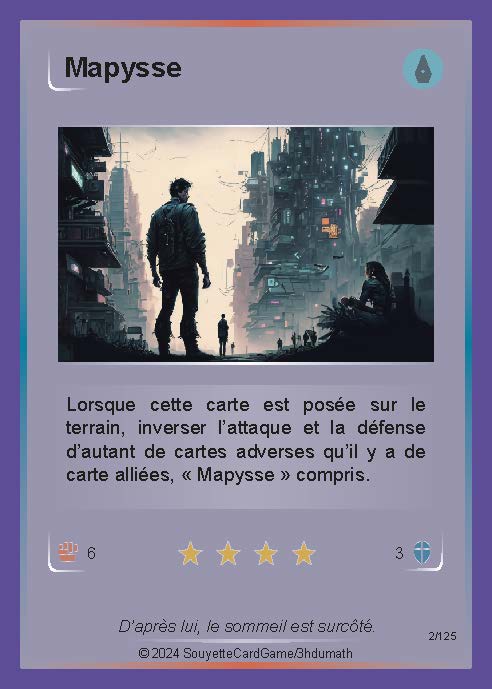 Mapysse
Lorsque cette carte est posée sur le
terrain, inverser l'attaque et la défense
d'autant de cartes adverses qu'il y a de
carte alliées, « Mapysse » compris.
6
3
D'après lui, le sommeil est surcôté.
2/125
©2024 SouyetteCardGame/3hdumath